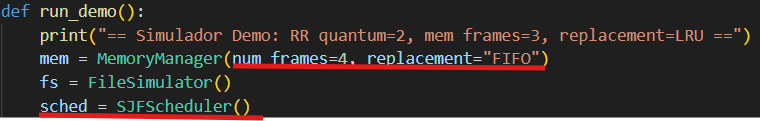 def run_demo():
print("== Simulador Demo: RR quantum=2, mem frames=3, replacement=LRU ==")
mem = MemoryManager(num_frames=4, replacement="FIFO")
fs = FileSimulator()
sched = SJFScheduler()